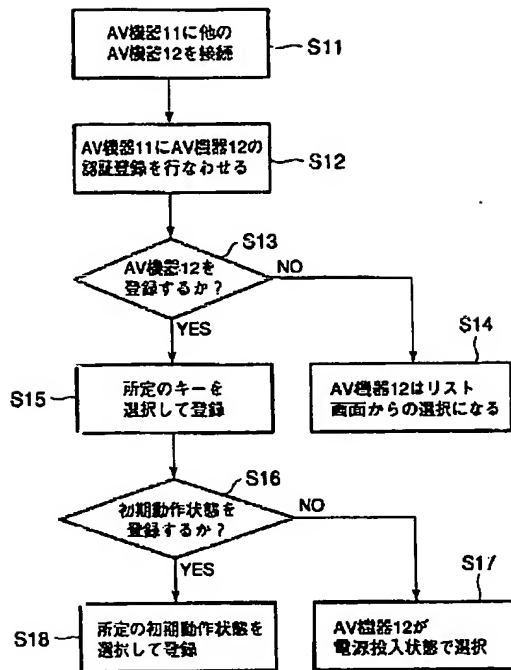 AV機器11に他の
AV機器12を接続
S11
AV機器11にAV機器12の
認証登録を行なわせる
S12
S13
AV機器12を
登録するか?
NO
YES
S14
AV機器12はリスト
画面からの選択になる
S15
所定のキーを
選択して登録
S16
初期動作状態を
登録するか?
NO
YES
S17
AV機器12が
電源投入状態で選択
S18
所定の初期動作状態を
選択して登録